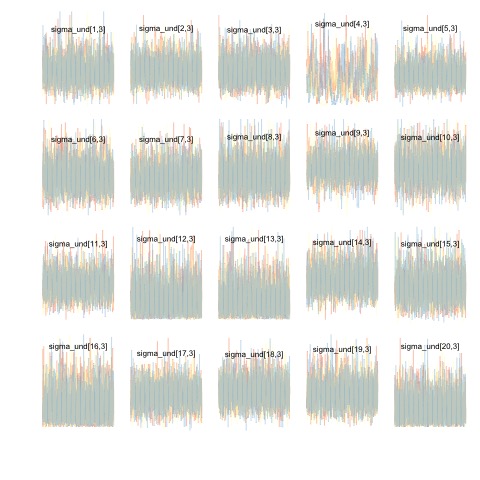 sigma_und[1,3]
sigma_und[2,3]
sigma_und[3,3]
sigma_und[4,3]
sigma_und[5,3]
sigma_und[6,3]
sigma_und[7,3]
sigma_und[8,3]
sigma_und[9,3]
sigma_und[10,3]
sigma_und[11,3]
sigma_und[12,3]
sigma_und[13,3]
sigma_und[14,3]
sigma_und[15,3]
sigma_und[16,3]
sigma_und[17,3]
sigma_und[18,3]
sigma_und[19,3]
sigma_und[20,3]